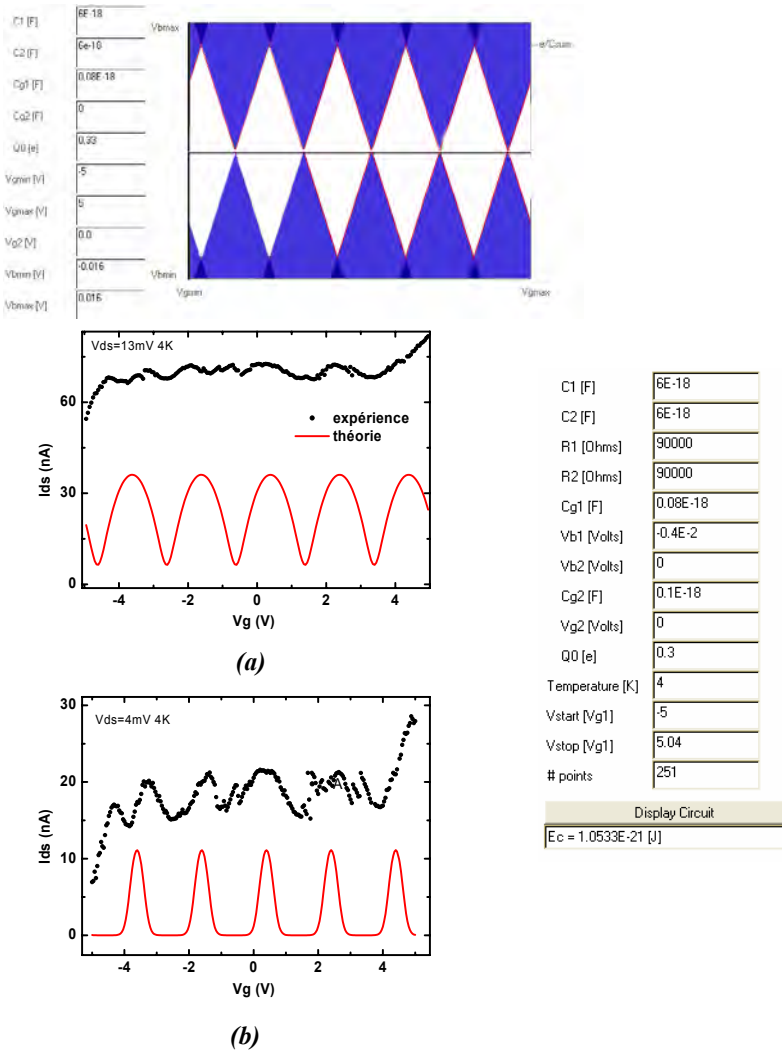 C1 [F] 6E-18
C2 [F] 6e-18
Cg1 [F] 0.08E-18
Cg2 [F] 0
Q0 [e] 0.33
Vgmin [V] -5
Vgmax [V] 5
Vg2 [V] 0.0
Vbmin [V] -0.016
Vbmax [V] 0.016
Vbmax
e/Csum
Vbmin
Vgmin
Vgmax
Vds=13mV 4K
expérience
théorie
60
30
0
Ids (nA)
-4 -2 0 2 4
Vg (V)
(a)
Vds=4mV 4K
30
20
10
0
Ids (nA)
-4 -2 0 2 4
Vg (V)
(b)
C1 [F] 6E-18
C2 [F] 6E-18
R1 [Ohms] 90000
R2 [Ohms] 90000
Cg1 [F] 0.08E-18
Vb1 [Volts] -0.4E-2
Vb2 [Volts] 0
Cg2 [F] 0.1E-18
Vg2 [Volts] 0
Q0 [e] 0.3
Temperature [K] 4
Vstart [Vg1] -5
Vstop [Vg1] 5.04
# points 251
Display Circuit
Ec = 1.0533E-21 [J]